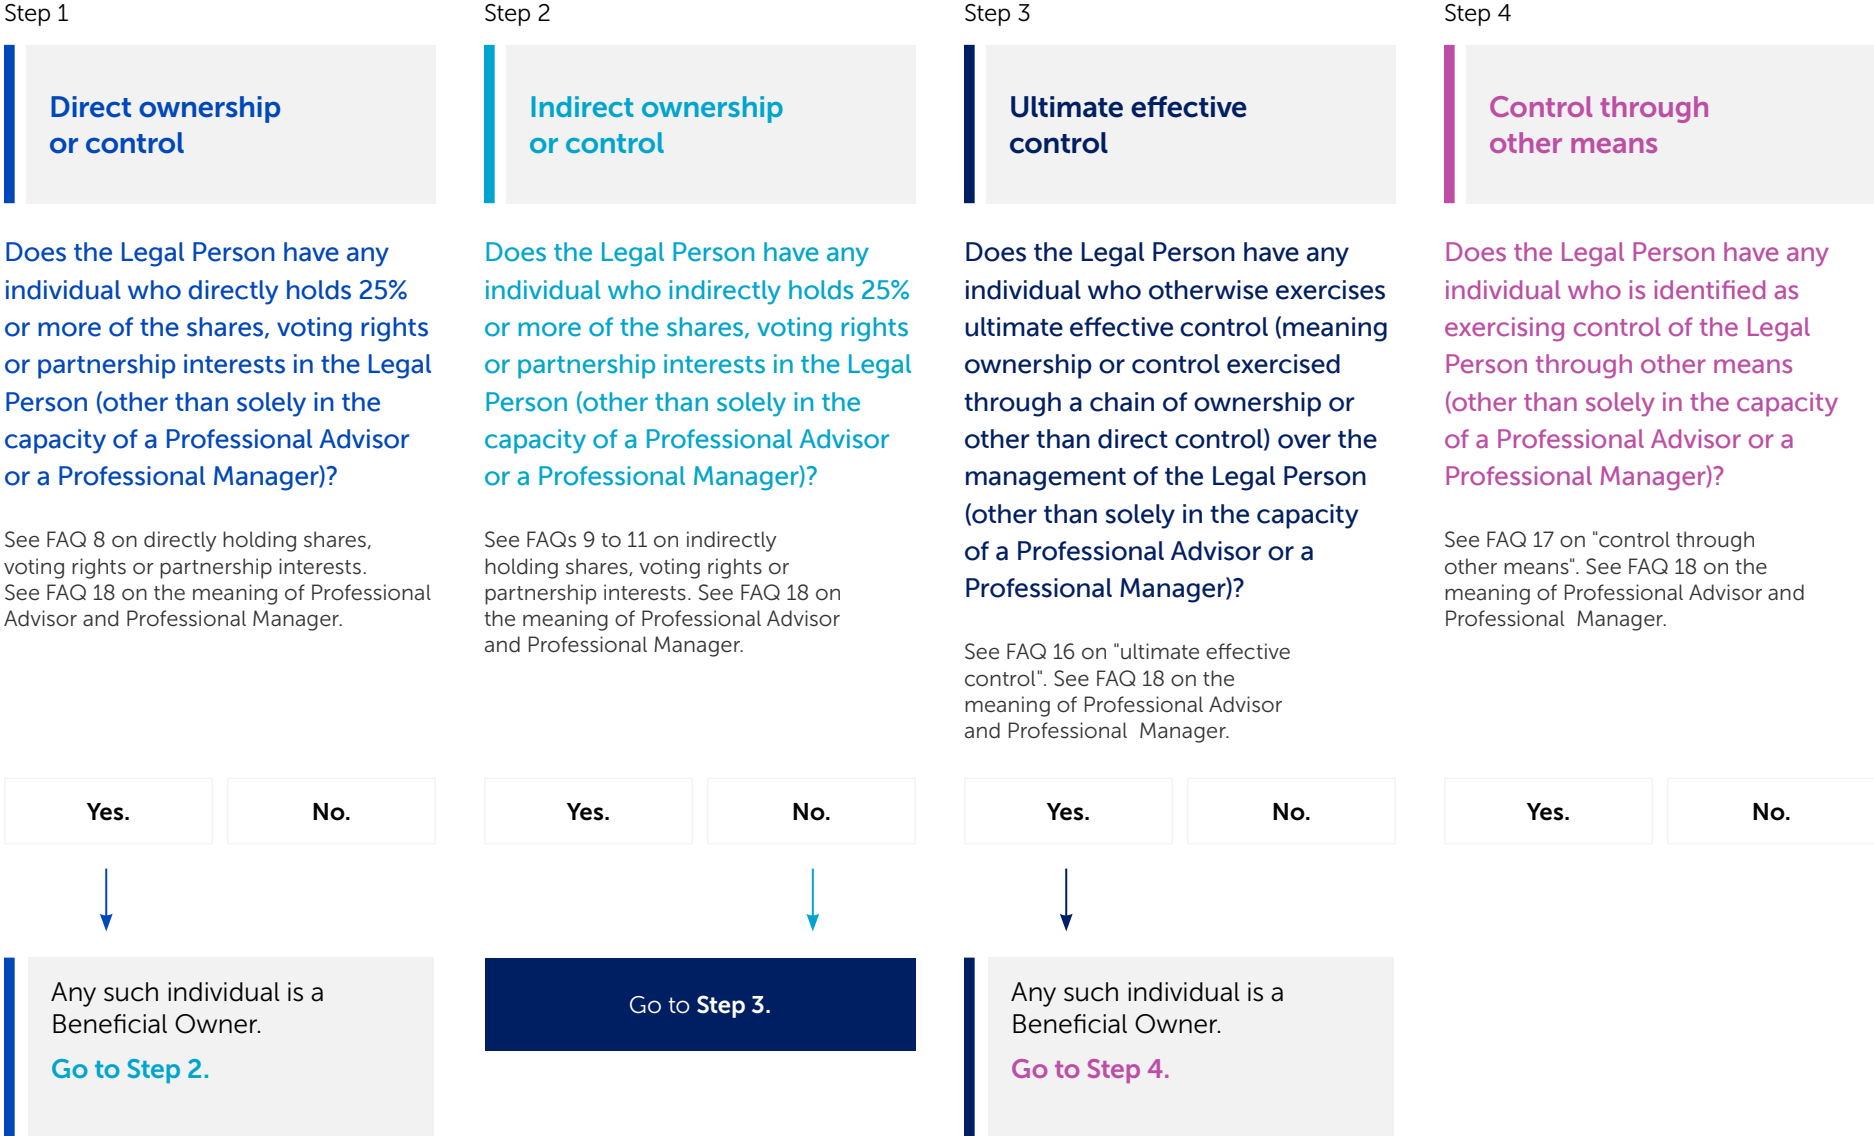 Step 1
Direct ownership
or control
Does the Legal Person have any
individual who directly holds 25%
or more of the shares, voting rights
or partnership interests in the Legal
Person (other than solely in the
capacity of a Professional Advisor
or a Professional Manager)?
See FAQ 8 on directly holding shares,
voting rights or partnership interests.
See FAQ 18 on the meaning of Professional
Advisor and Professional Manager.
Yes.
No.
Any such individual is a
Beneficial Owner.
Go to Step 2.
Step 2
Indirect ownership
or control
Does the Legal Person have any
individual who indirectly holds 25%
or more of the shares, voting rights
or partnership interests in the Legal
Person (other than solely in the
capacity of a Professional Advisor
or a Professional Manager)?
See FAQs 9 to 11 on indirectly
holding shares, voting rights or
partnership interests. See FAQ 18 on
the meaning of Professional Advisor
and Professional Manager.
Yes.
No.
Go to Step 3.
Step 3
Ultimate effective
control
Does the Legal Person have any
individual who otherwise exercises
ultimate effective control (meaning
ownership or control exercised
through a chain of ownership or
other than direct control) over the
management of the Legal Person
(other than solely in the capacity
of a Professional Advisor or a
Professional Manager)?
See FAQ 16 on "ultimate effective
control". See FAQ 18 on the
meaning of Professional Advisor
and Professional Manager.
Yes.
No.
Any such individual is a
Beneficial Owner.
Go to Step 4.
Step 4
Control through
other means
Does the Legal Person have any
individual who is identified as
exercising control of the Legal
Person through other means
(other than solely in the capacity
of a Professional Advisor or a
Professional Manager)?
See FAQ 17 on "control through
other means". See FAQ 18 on the
meaning of Professional Advisor and
Professional Manager.
Yes.
No.